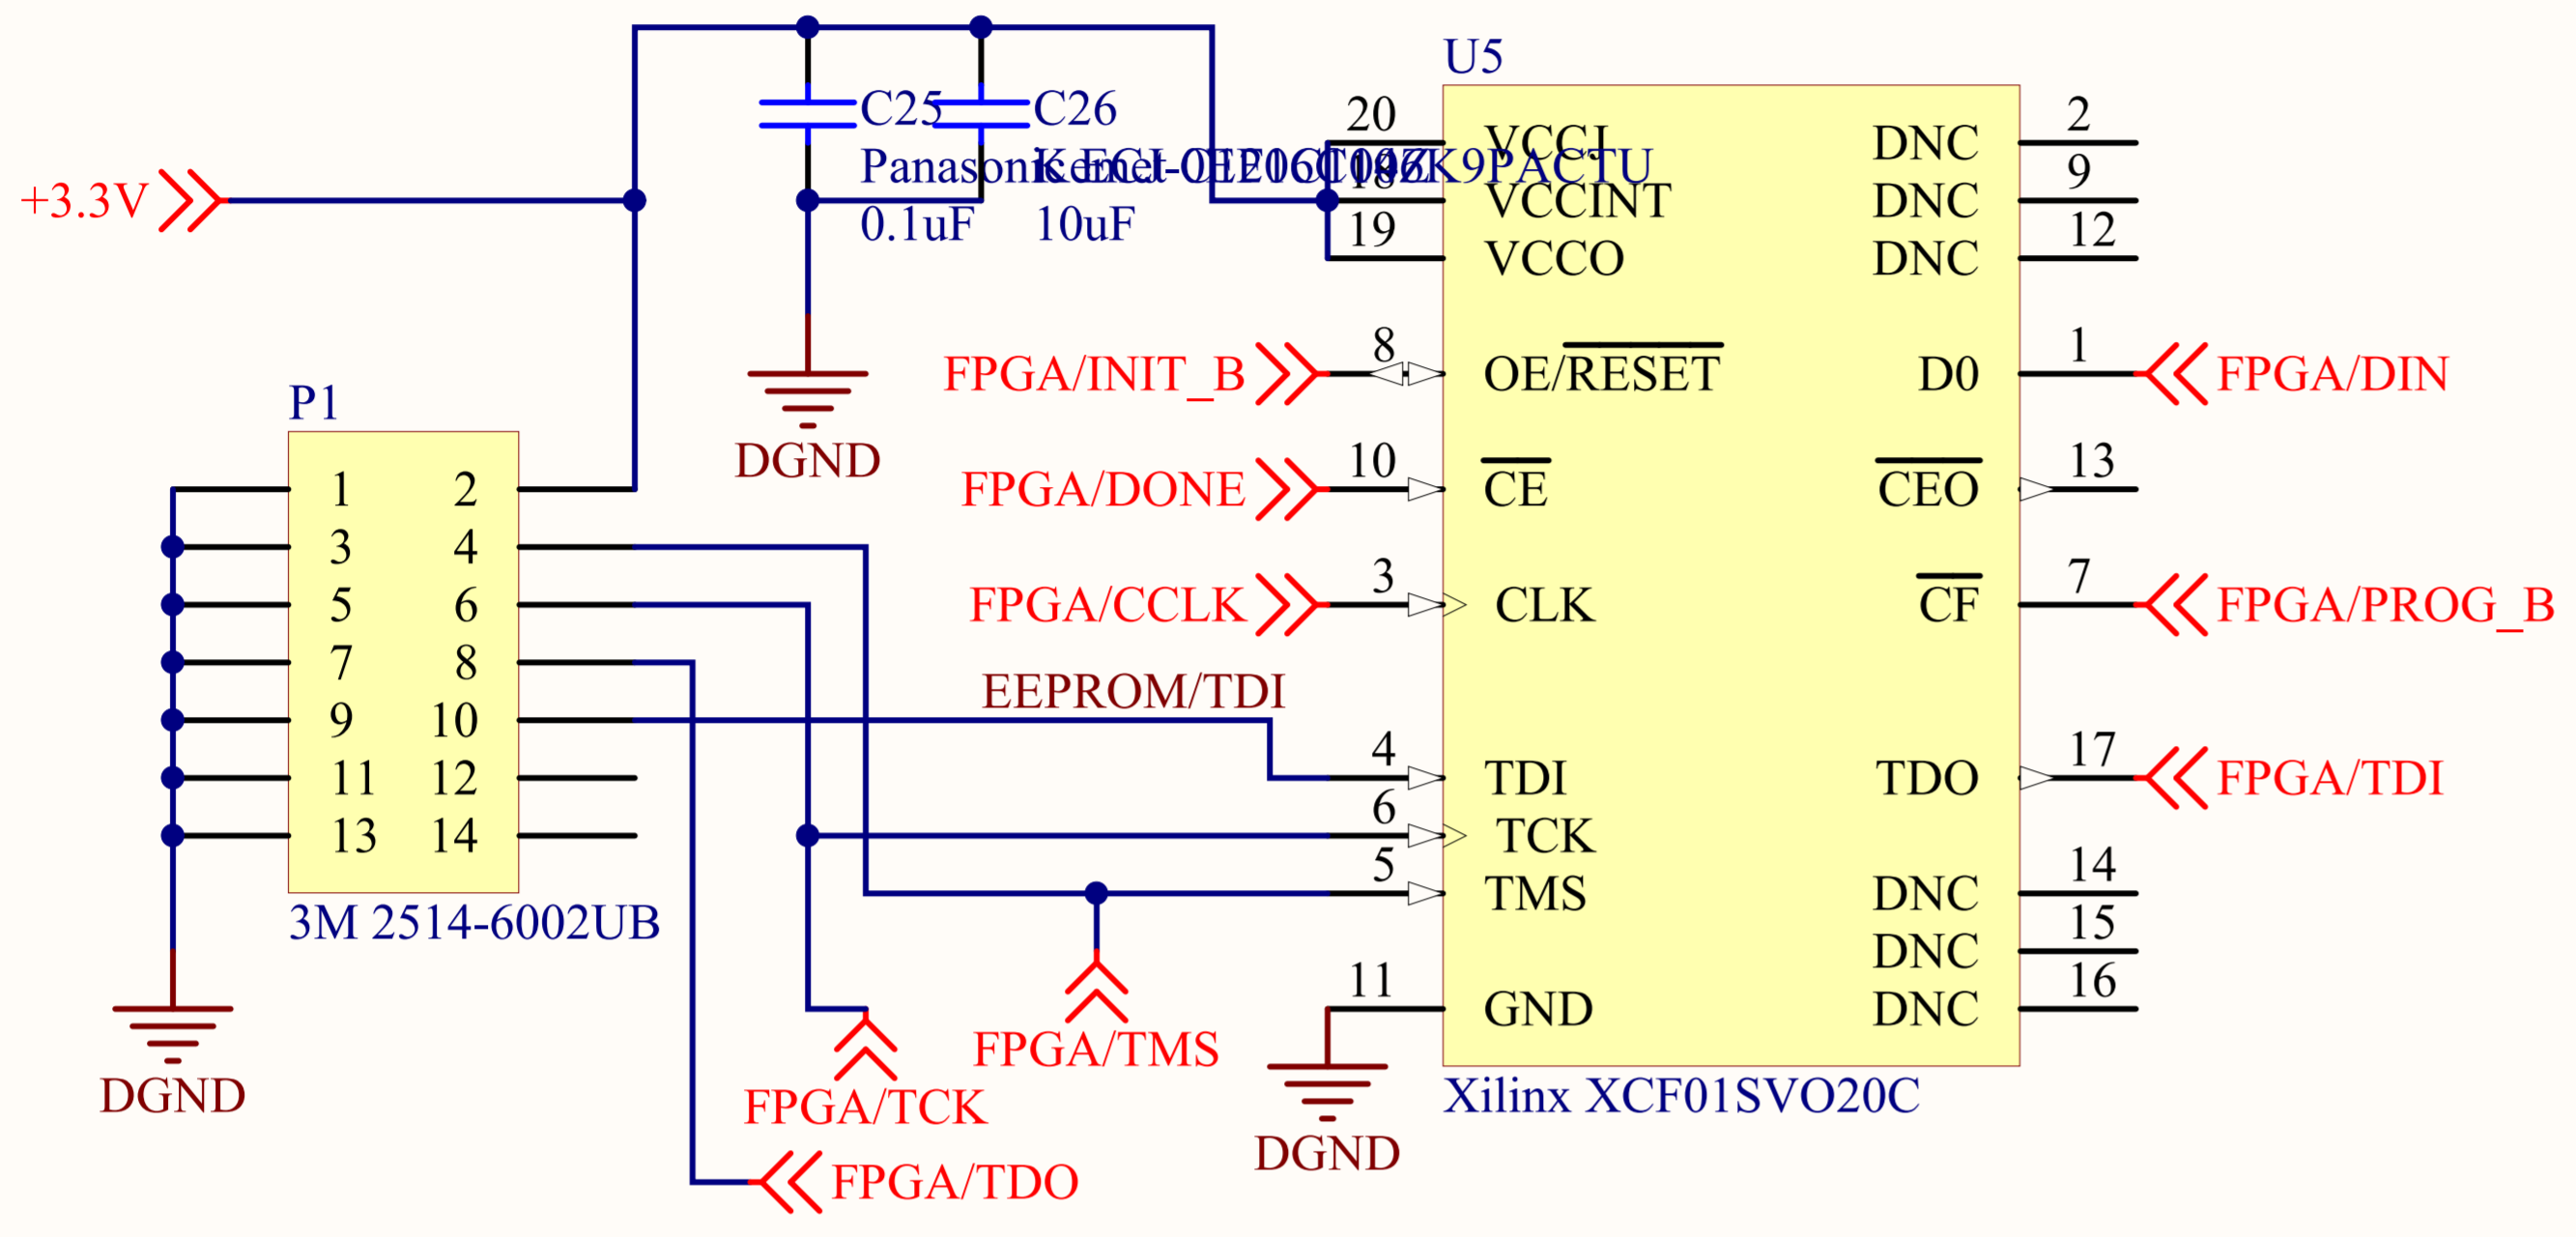 +3.3V
C25
Panasonic
0.1uF
C26
Kemet
10uF
DGND
P1
1 2
3 4
5 6
7 8
9 10
11 12
13 14
3M 2514-6002UB
DGND
FPGA/TCK
FPGA/TMS
FPGA/TDO
EEPROM/TDI
FPGA/INIT_B
FPGA/DONE
FPGA/CCLK
U5
20 VCCJ DNC 2
18 VCCINT DNC 9
19 VCCO DNC 12
8 OE/RESET D0 1 FPGA/DIN
10 CE CEO 13
3 CLK CF 7 FPGA/PROG_B
4 TDI TDO 17 FPGA/TDI
6 TCK
5 TMS DNC 14
DNC 15
11 GND DNC 16
DGND
Xilinx XCF01SVO20C